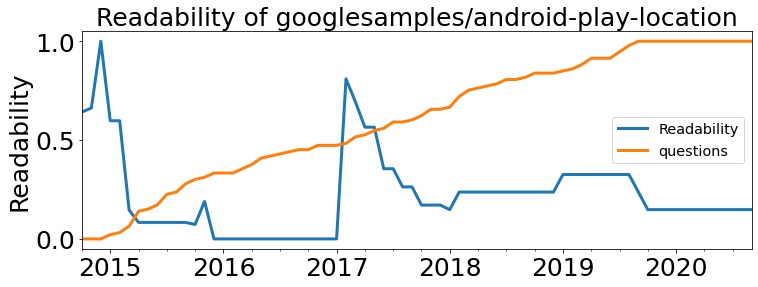 Readability of googlesamples/android-play-location
1.0
0.5
0.0
Readability
Readability
questions
2015 2016 2017 2018 2019 2020